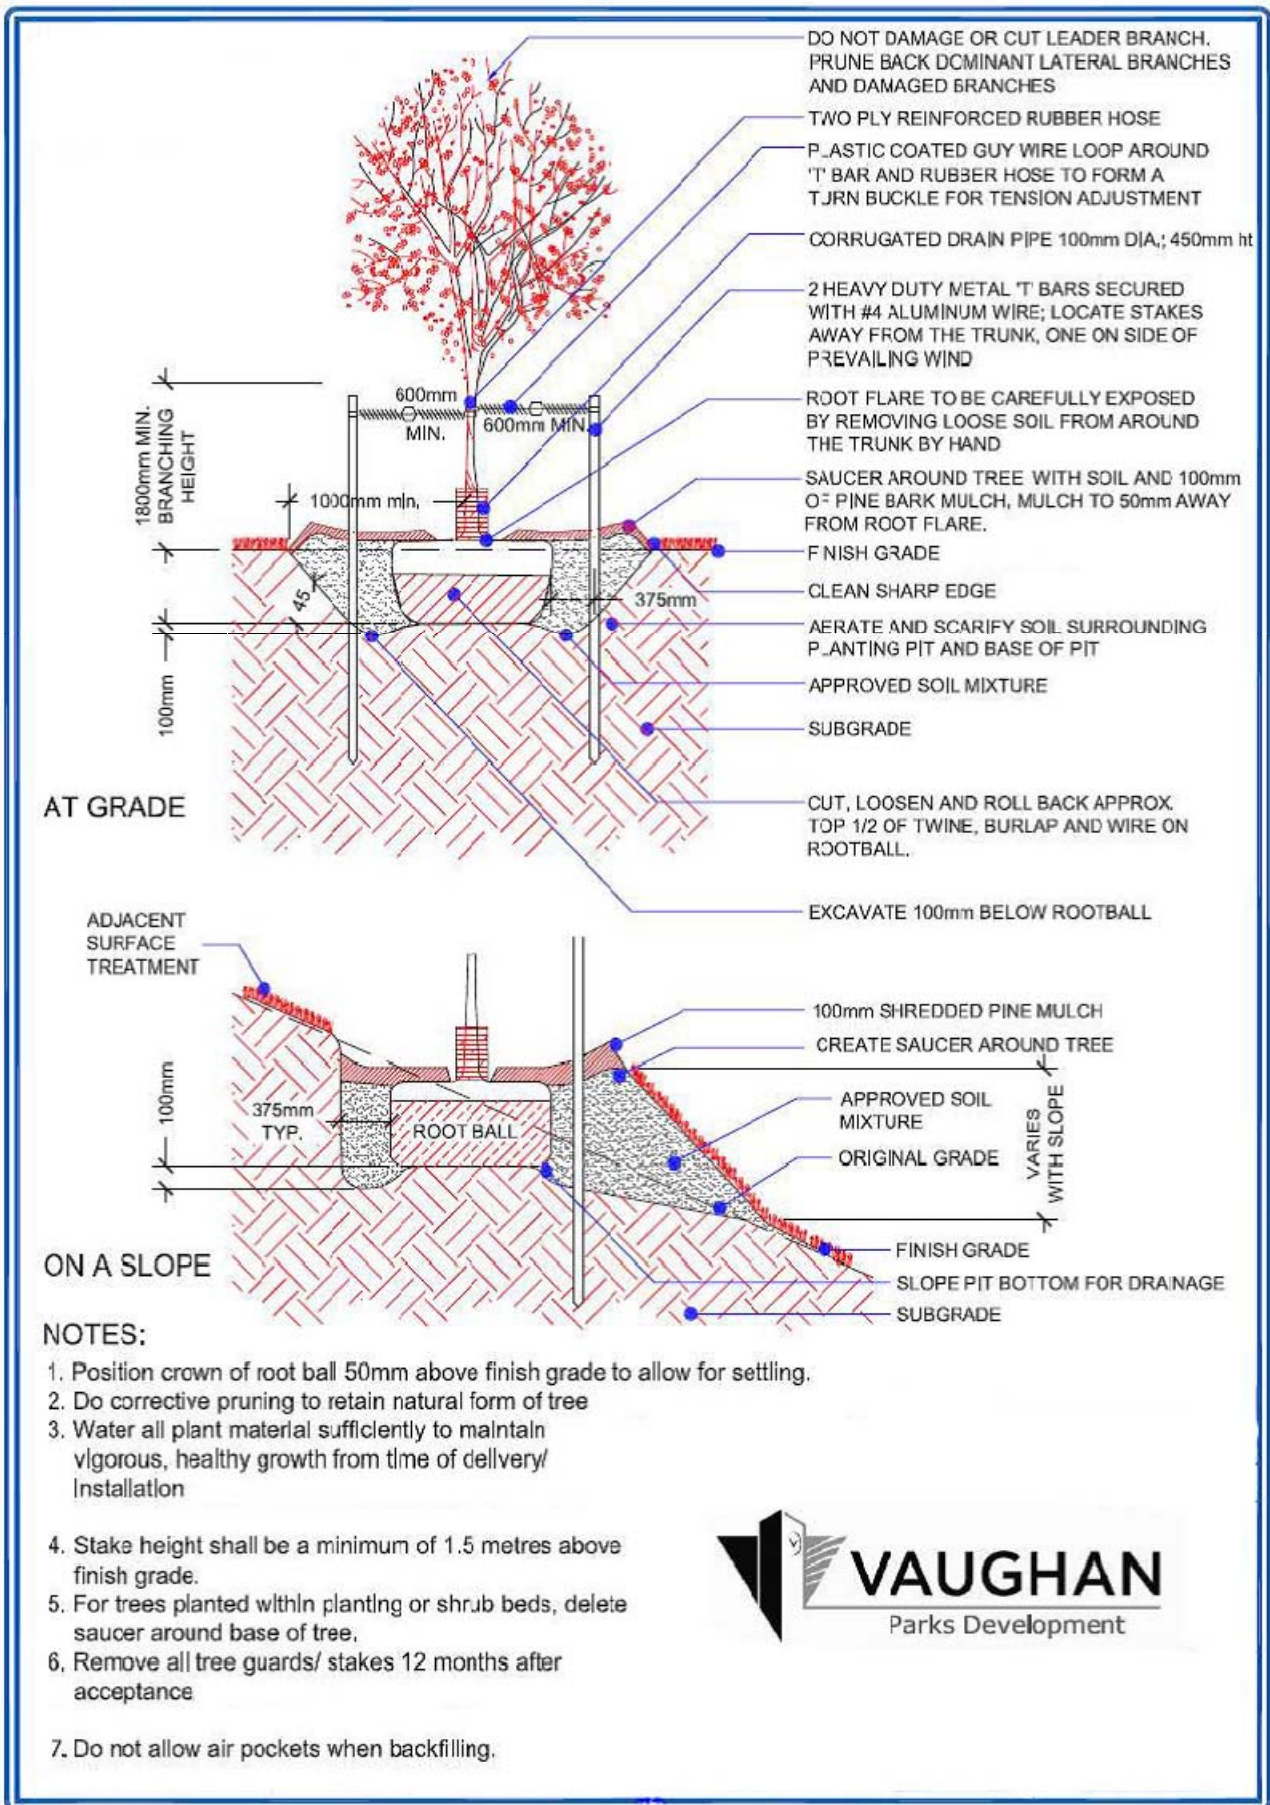 DO NOT DAMAGE OR CUT LEADER BRANCH.
PRUNE BACK DOMINANT LATERAL BRANCHES
AND DAMAGED BRANCHES
TWO PLY REINFORCED RUBBER HOSE
PLASTIC COATED GUY WIRE LOOP AROUND
'T' BAR AND RUBBER HOSE TO FORM A
TURN BUCKLE FOR TENSION ADJUSTMENT
CORRUGATED DRAIN PIPE 100mm DIA.; 450mm ht
2 HEAVY DUTY METAL 'T' BARS SECURED
WITH #4 ALUMINUM WIRE; LOCATE STAKES
AWAY FROM THE TRUNK, ONE ON SIDE OF
PREVAILING WIND
600mm
MIN.
600mm MIN.
1800mm MIN.
BRANCHING
HEIGHT
ROOT FLARE TO BE CAREFULLY EXPOSED
BY REMOVING LOOSE SOIL FROM AROUND
THE TRUNK BY HAND
1000mm min.
SAUCER AROUND TREE WITH SOIL AND 100mm
OF PINE BARK MULCH, MULCH TO 50mm AWAY
FROM ROOT FLARE.
FINISH GRADE
CLEAN SHARP EDGE
45
375mm
AERATE AND SCARIFY SOIL SURROUNDING
PLANTING PIT AND BASE OF PIT
100mm
APPROVED SOIL MIXTURE
SUBGRADE
AT GRADE
CUT, LOOSEN AND ROLL BACK APPROX.
TOP 1/2 OF TWINE, BURLAP AND WIRE ON
ROOTBALL.
EXCAVATE 100mm BELOW ROOTBALL
ADJACENT
SURFACE
TREATMENT
100mm SHREDDED PINE MULCH
CREATE SAUCER AROUND TREE
100mm
375mm
TYP.
ROOT BALL
APPROVED SOIL
MIXTURE
ORIGINAL GRADE
VARIES
WITH SLOPE
FINISH GRADE
ON A SLOPE
SLOPE PIT BOTTOM FOR DRAINAGE
SUBGRADE
NOTES:
1. Position crown of root ball 50mm above finish grade to allow for settling.
2. Do corrective pruning to retain natural form of tree
3. Water all plant material sufficiently to maintain
vigorous, healthy growth from time of delivery/
installation
4. Stake height shall be a minimum of 1.5 metres above
finish grade.
5. For trees planted within planting or shrub beds, delete
saucer around base of tree.
6. Remove all tree guards/ stakes 12 months after
acceptance
7. Do not allow air pockets when backfilling.
VAUGHAN
Parks Development